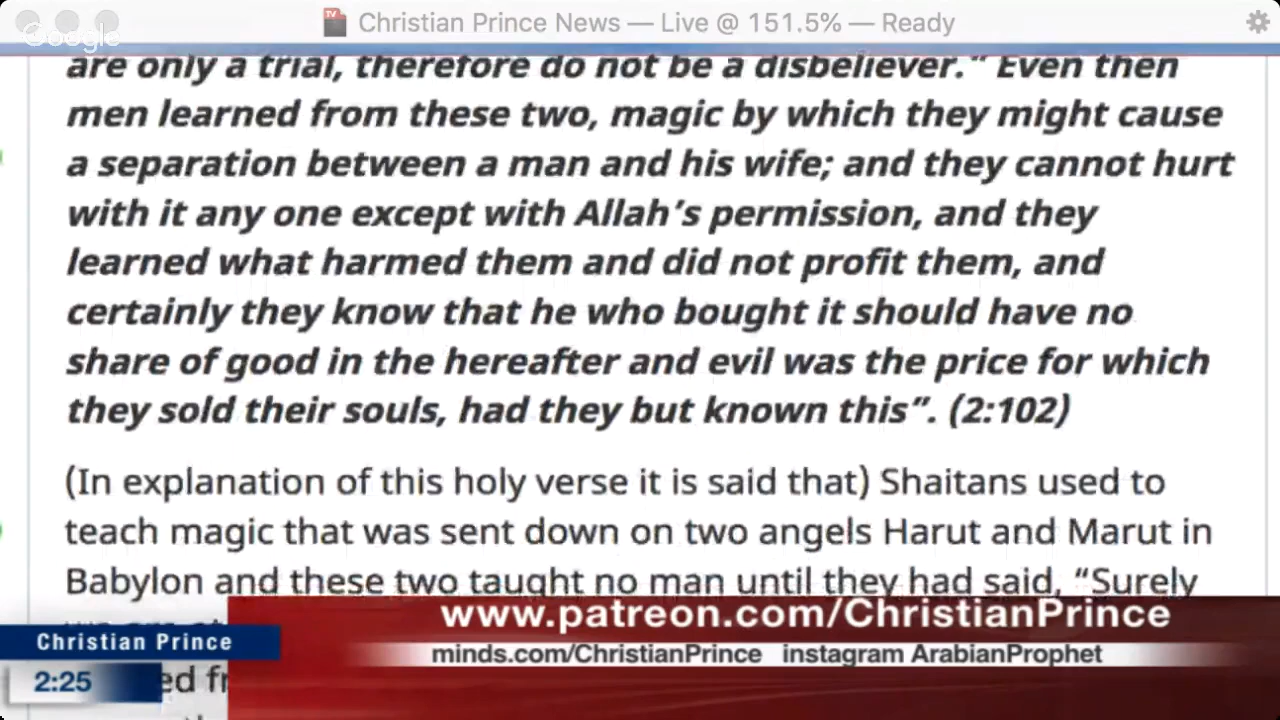 Christian Prince News — Live @ 151.5% — Ready
Google
are only a trial, therefore do not be a disbeliever.” Even then
men learned from these two, magic by which they might cause
a separation between a man and his wife; and they cannot hurt
with it any one except with Allah’s permission, and they
learned what harmed them and did not profit them, and
certainly they know that he who bought it should have no
share of good in the hereafter and evil was the price for which
they sold their souls, had they but known this”. (2:102)
(In explanation of this holy verse it is said that) Shaitans used to
teach magic that was sent down on two angels Harut and Marut in
Babylon and these two taught no man until they had said, “Surely
www.patreon.com/ChristianPrince
Christian Prince
minds.com/ChristianPrince instagram ArabianProphet
2:25